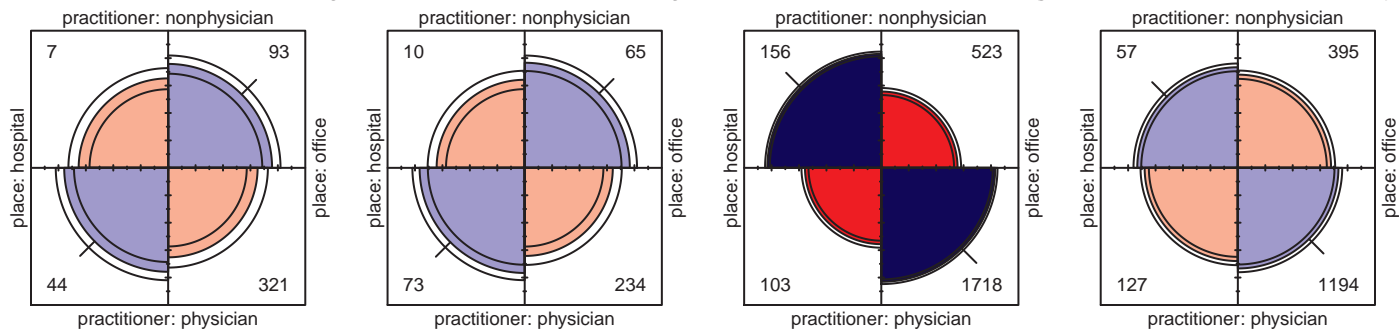 practitioner: nonphysician
7 93
place: hospital
place: office
44 321
practitioner: physician
practitioner: nonphysician
10 65
place: hospital
place: office
73 234
practitioner: physician
practitioner: nonphysician
156 523
place: hospital
place: office
103 1718
practitioner: physician
practitioner: nonphysician
57 395
place: hospital
place: office
127 1194
practitioner: physician